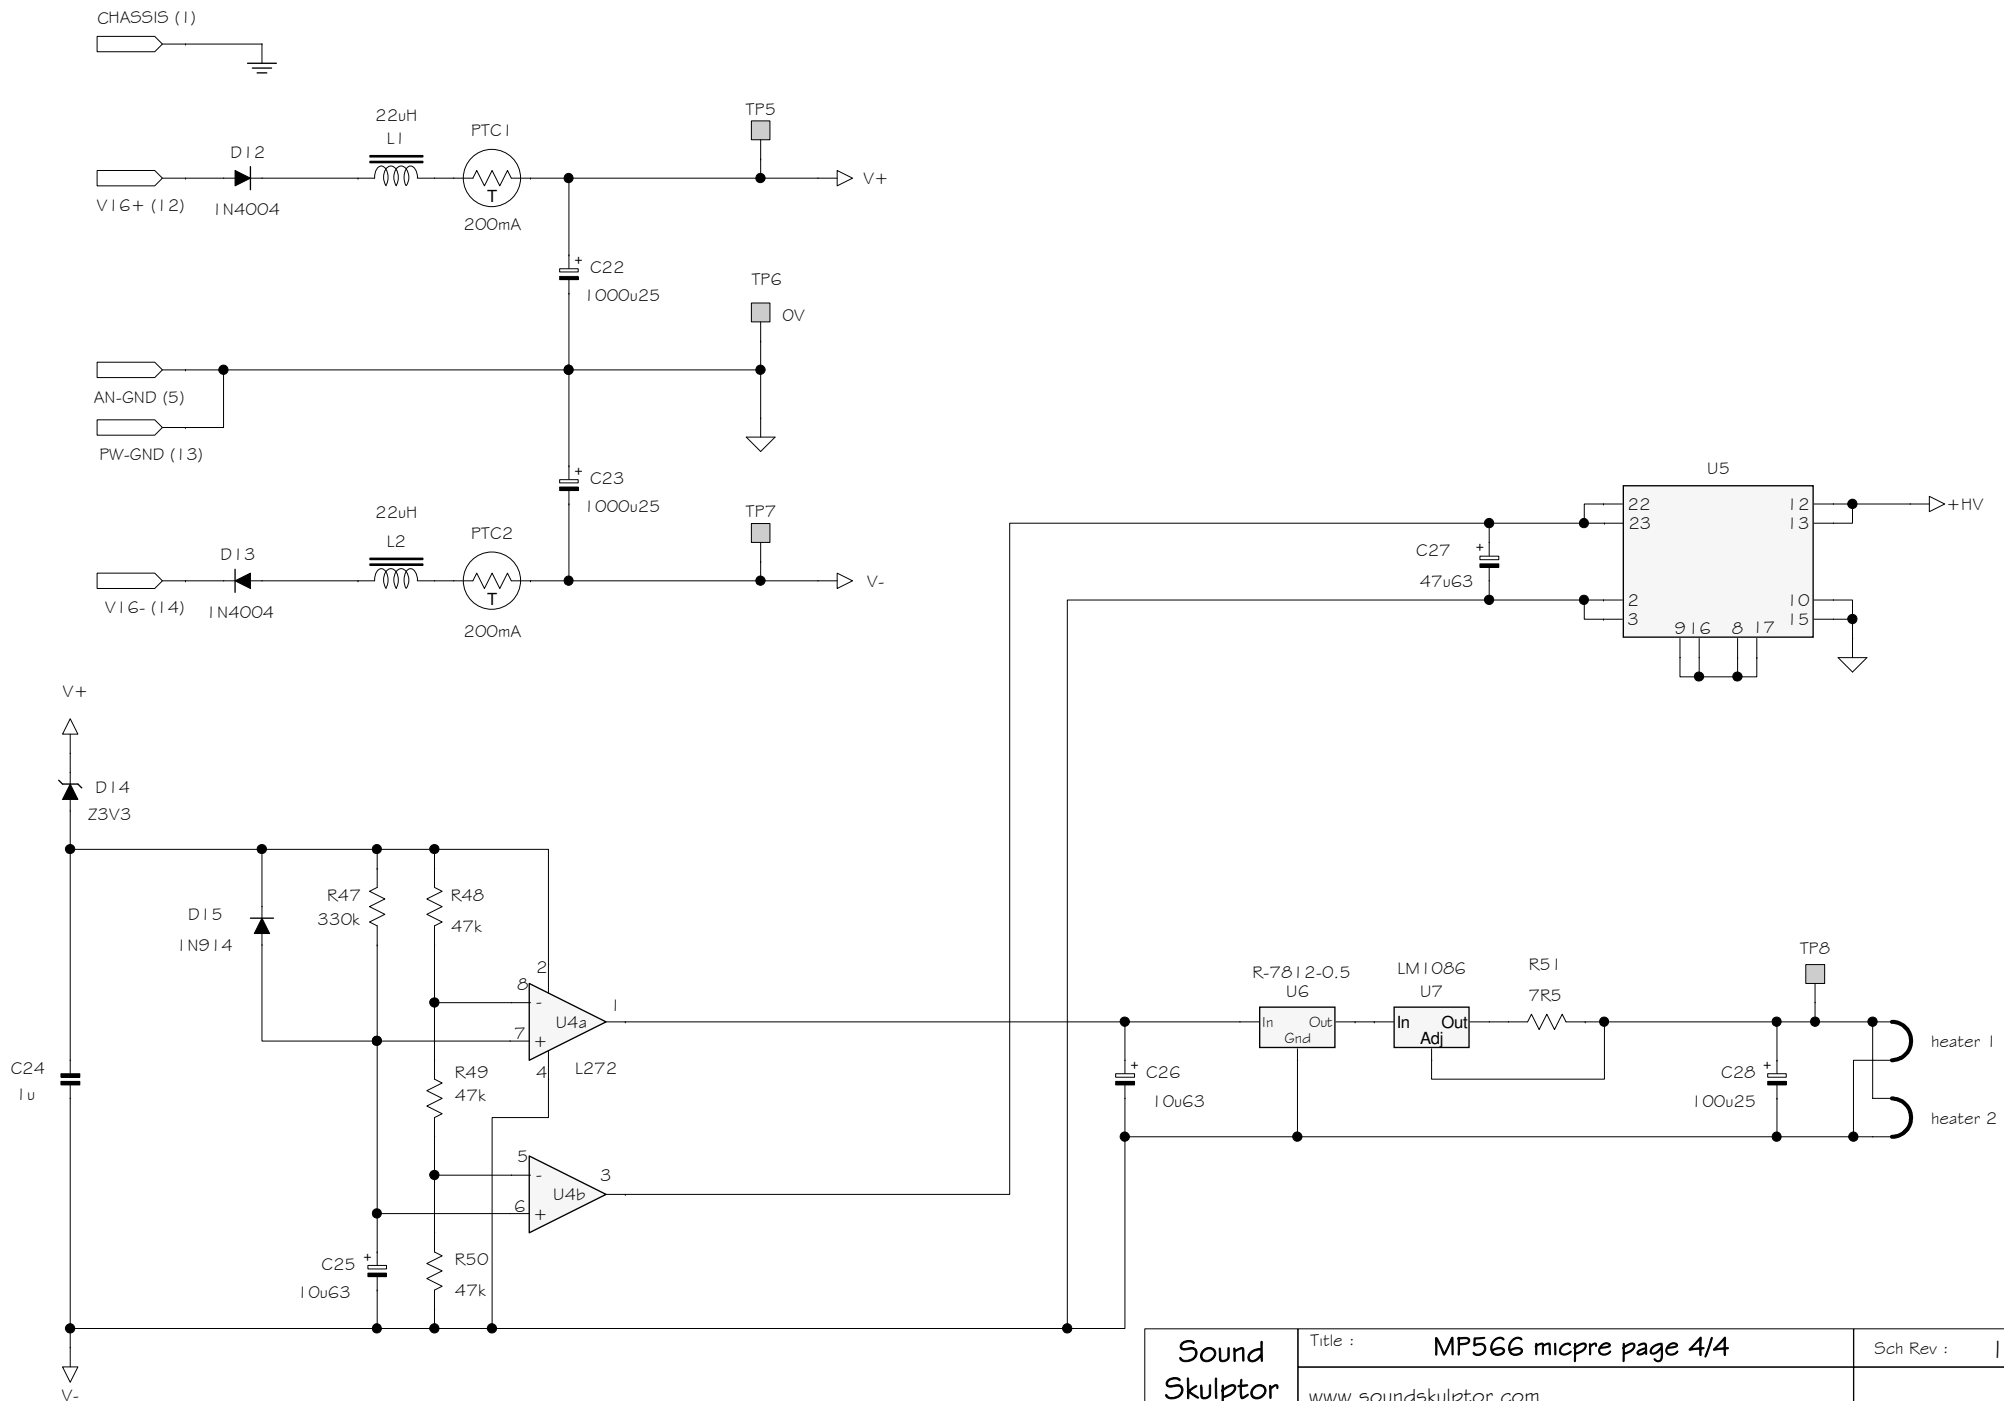 CHASSIS (1)
22uH
L1
PTC1
TP5
D12
V+
V16+ (12)
1N4004
200mA
+
C22
1000u25
TP6
0V
AN-GND (5)
PW-GND (13)
+
C23
1000u25
22uH
L2
PTC2
TP7
D13
V-
V16- (14)
1N4004
200mA
T
T
U5
22
23
12
13
+HV
C27
+
47u63
2
3
10
15
9
16
8
17
V+
D14
Z3V3
R47
330k
R48
47k
D15
1N914
2
8
-
U4a
1
7
+
4
L272
C24
1u
R49
47k
5
-
U4b
3
6
+
C25
+
10u63
R50
47k
V-
R-7812-0.5
U6
In
Out
Gnd
LM1086
U7
In
Out
Adj
R51
7R5
TP8
+
C26
10u63
C28
+
100u25
heater 1
heater 2
Sound
Skulptor
Title :
MP566 micpre page 4/4
Sch Rev :
1
www.soundskulptor.com